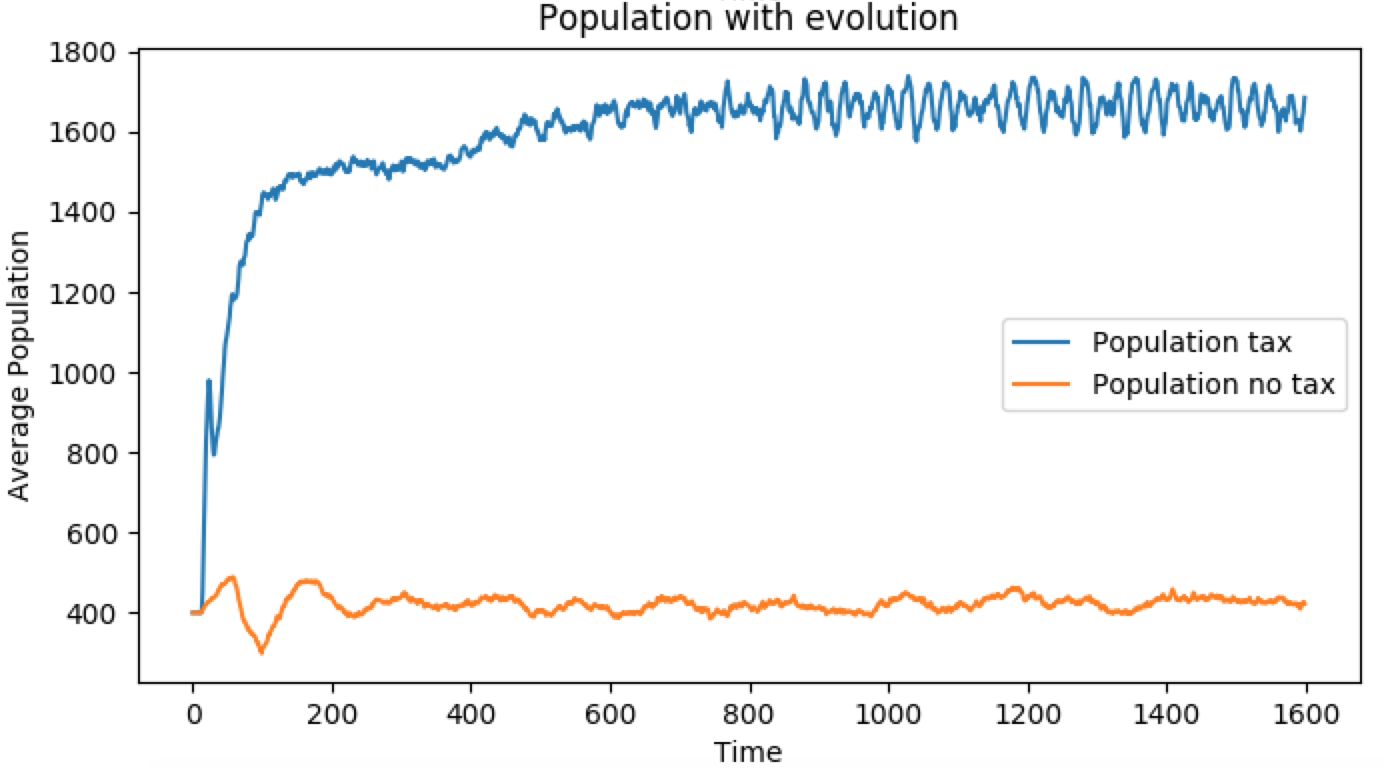 Population with evolution
1800
1600
1400
1200
1000
800
600
400
Average Population
Population tax
Population no tax
0 200 400 600 800 1000 1200 1400 1600
Time